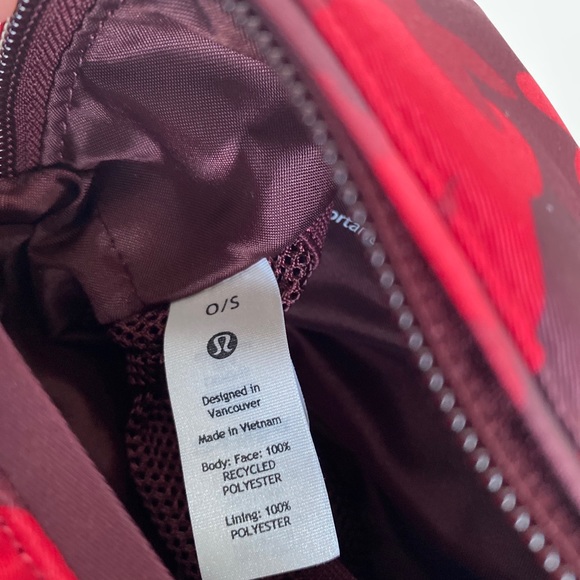 O/S
Designed in
Vancouver
Made in Vietnam
Body: Face: 100%
RECYCLED
POLYESTER
Lining: 100%
POLYESTER